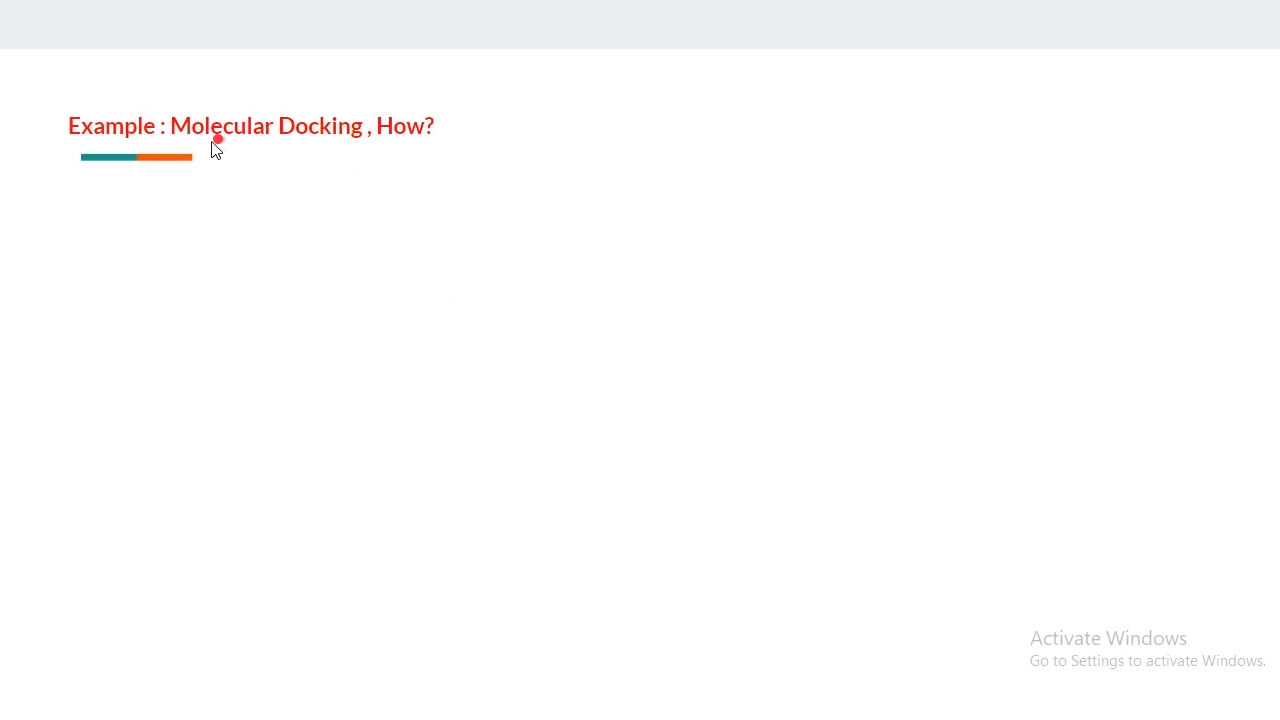 Example : Molecular Docking , How?
Activate Windows
Go to Settings to activate Windows.